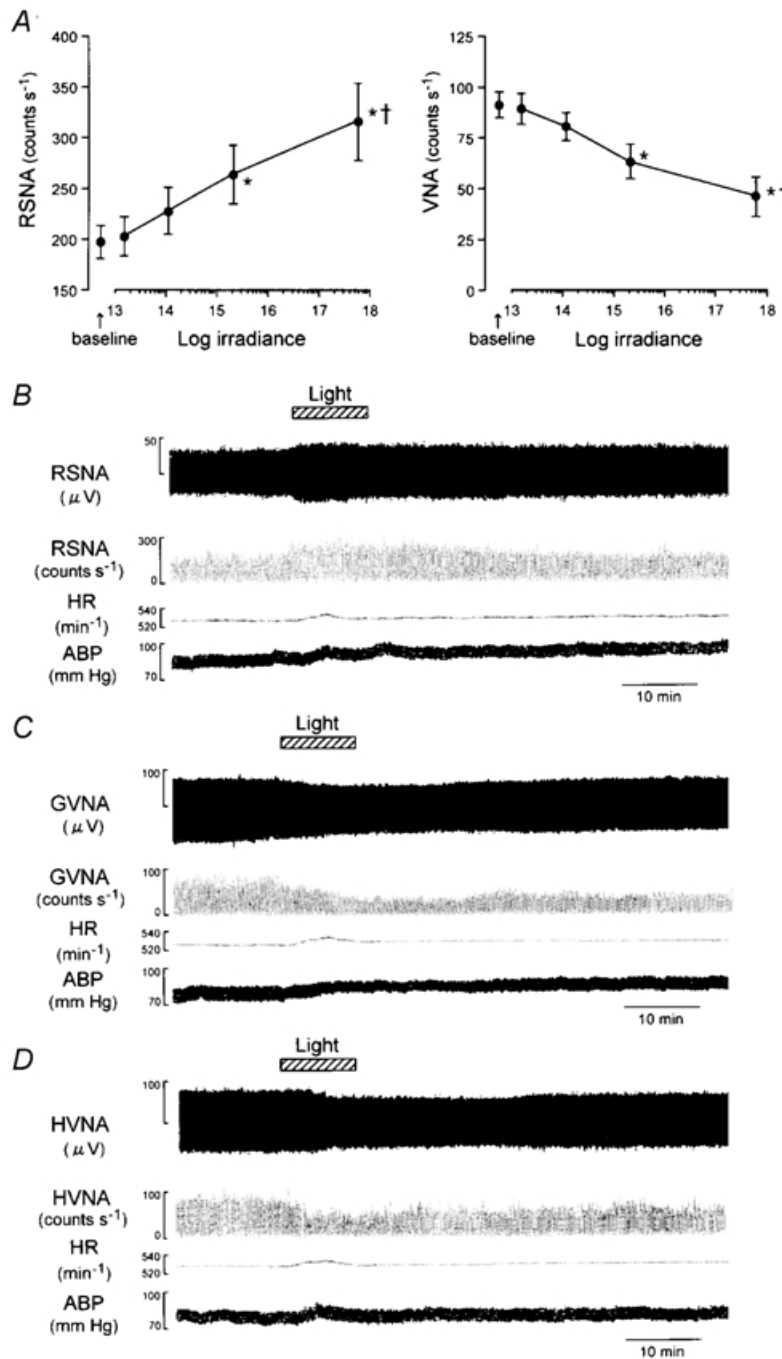 A
RSNA (counts s⁻¹)
400
350
300
250
200
150
*
*†
13 14 15 16 17 18
↑
baseline
Log irradiance
VNA (counts s⁻¹)
125
100
75
50
25
0
*
*
13 14 15 16 17 18
↑
baseline
Log irradiance
B
Light
RSNA
(μV)
50
RSNA
(counts s⁻¹)
300
0
HR
(min⁻¹)
540
520
ABP
(mm Hg)
100
70
10 min
C
Light
GVNA
(μV)
100
GVNA
(counts s⁻¹)
100
0
HR
(min⁻¹)
540
520
ABP
(mm Hg)
100
70
10 min
D
Light
HVNA
(μV)
100
HVNA
(counts s⁻¹)
100
0
HR
(min⁻¹)
540
520
ABP
(mm Hg)
100
70
10 min